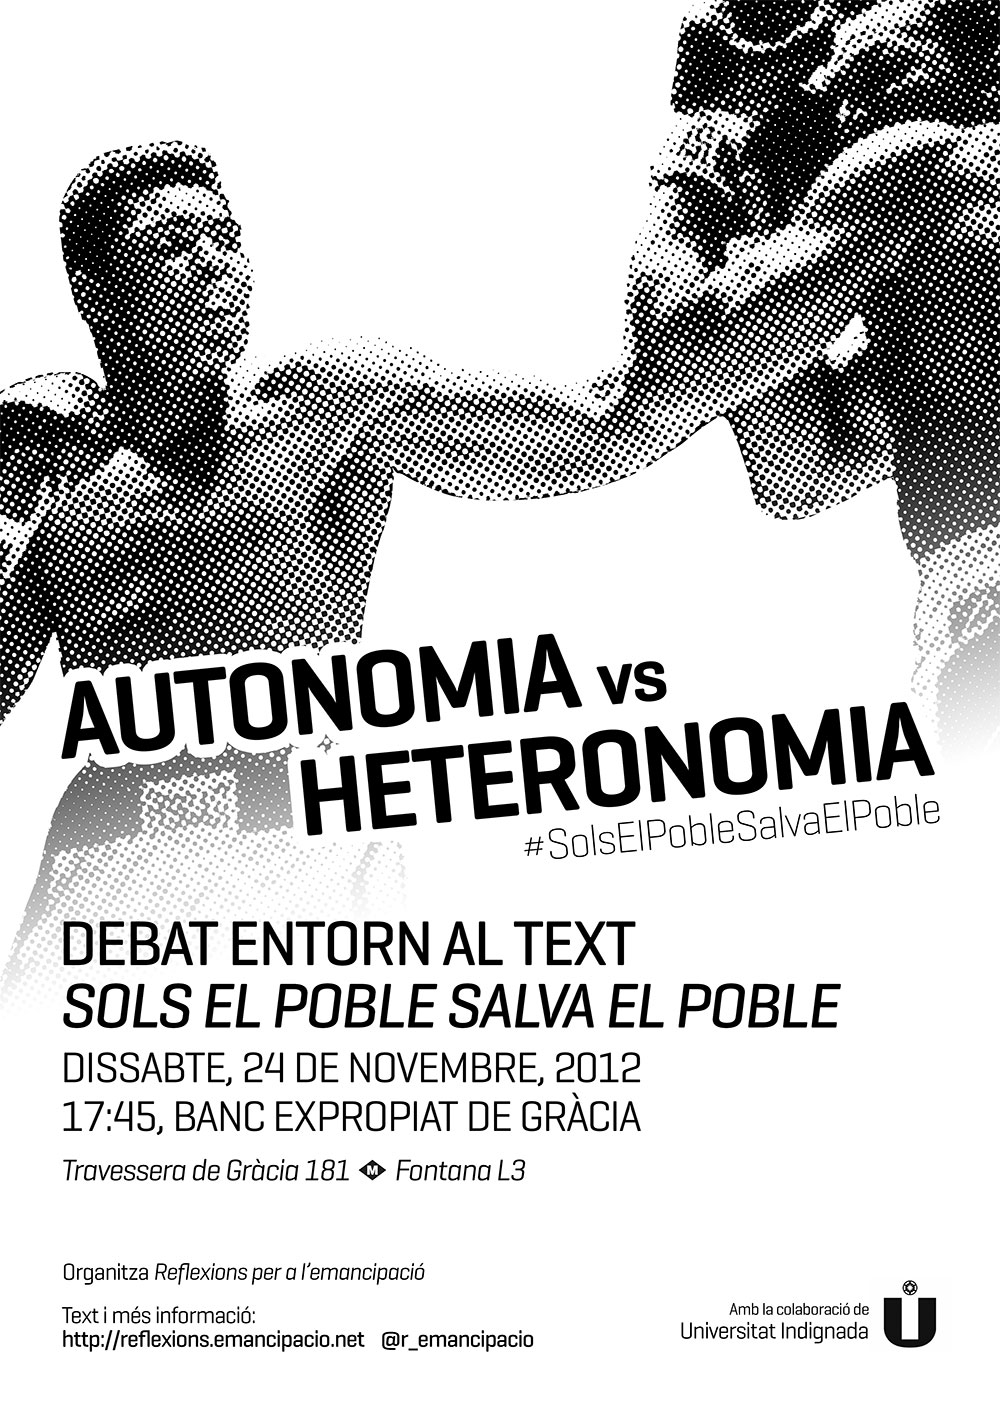 AUTONOMIA vs
HETERONOMIA
#SolsElPobleSalvaElPoble
DEBAT ENTORN AL TEXT
SOLS EL POBLE SALVA EL POBLE
DISSABTE, 24 DE NOVEMBRE, 2012
17:45, BANC EXPROPIAT DE GRÀCIA
Travessera de Gràcia 181 M Fontana L3
Organitza Reflexions per a l'emancipació
Text i més informació:
http://reflexions.emancipacio.net @r_emancipacio
Amb la colaboració de
Universitat Indignada
U